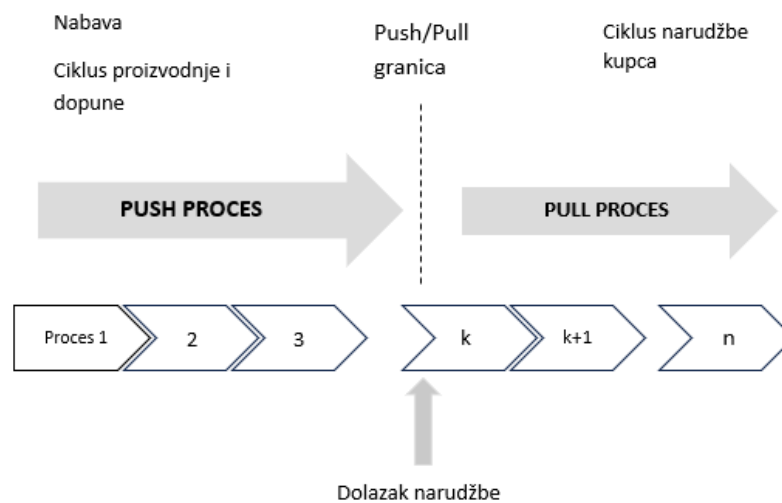 Nabava
Ciklus proizvodnje i
dopune
Push/Pull
granica
Ciklus narudžbe
kupca
PUSH PROCES
PULL PROCES
Proces 1
2
3
k
k+1
n
Dolazak narudžbe